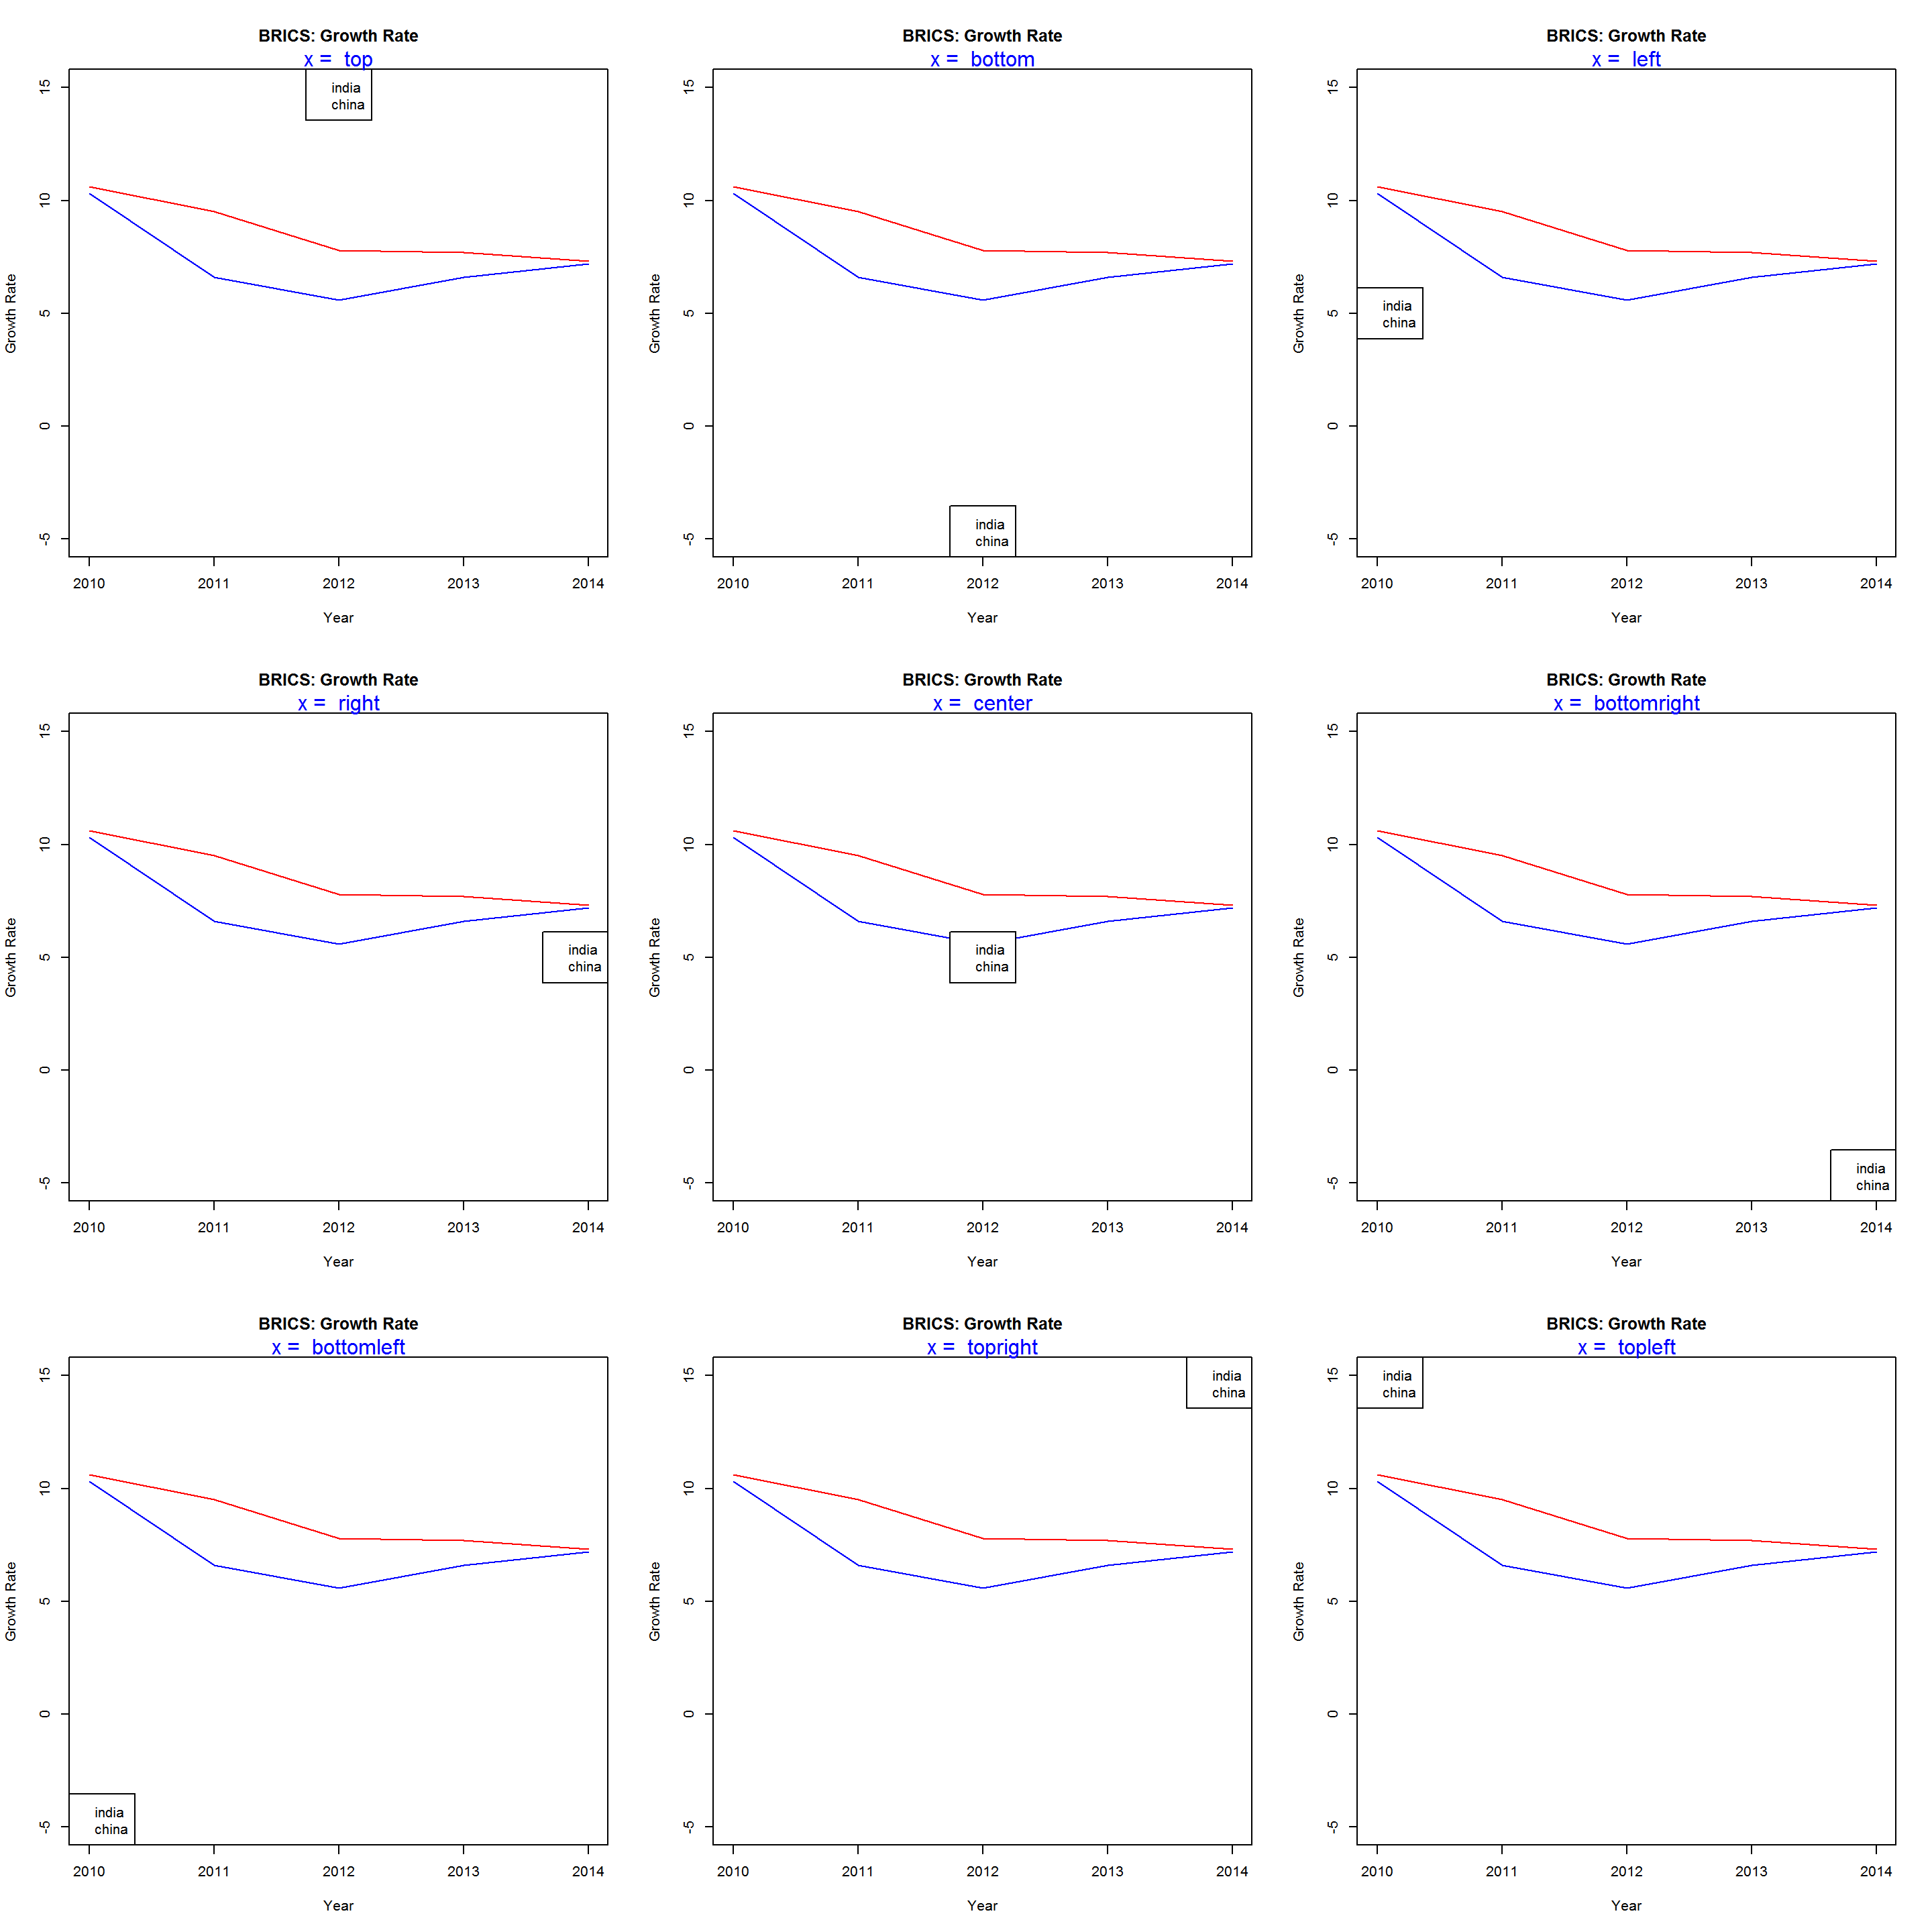 BRICS: Growth Rate
x =  top
india
china
15
10
5
0
-5
Growth Rate
2010 2011 2012 2013 2014
Year
BRICS: Growth Rate
x =  bottom
15
10
5
0
-5
Growth Rate
india
china
2010 2011 2012 2013 2014
Year
BRICS: Growth Rate
x =  left
15
10
5
0
-5
Growth Rate
india
china
2010 2011 2012 2013 2014
Year
BRICS: Growth Rate
x =  right
15
10
5
0
-5
Growth Rate
india
china
2010 2011 2012 2013 2014
Year
BRICS: Growth Rate
x =  center
15
10
5
0
-5
Growth Rate
india
china
2010 2011 2012 2013 2014
Year
BRICS: Growth Rate
x =  bottomright
15
10
5
0
-5
Growth Rate
india
china
2010 2011 2012 2013 2014
Year
BRICS: Growth Rate
x =  bottomleft
15
10
5
0
-5
Growth Rate
india
china
2010 2011 2012 2013 2014
Year
BRICS: Growth Rate
x =  topright
india
china
15
10
5
0
-5
Growth Rate
2010 2011 2012 2013 2014
Year
BRICS: Growth Rate
x =  topleft
india
china
15
10
5
0
-5
Growth Rate
2010 2011 2012 2013 2014
Year